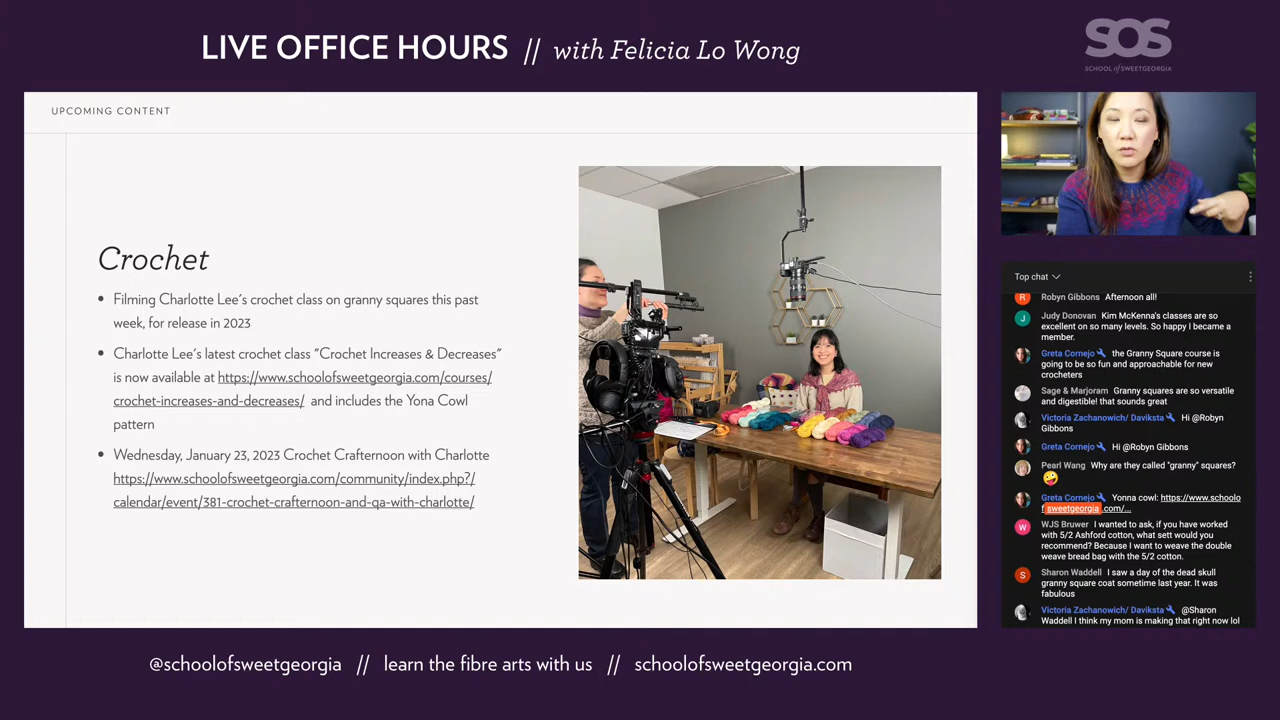 LIVE OFFICE HOURS // with Felicia Lo Wong
SOS
SCHOOL of SWEETGEORGIA
UPCOMING CONTENT
Crochet
• Filming Charlotte Lee's crochet class on granny squares this past
week, for release in 2023
• Charlotte Lee's latest crochet class "Crochet Increases & Decreases"
is now available at https://www.schoolofsweetgeorgia.com/courses/
crochet-increases-and-decreases/ and includes the Yona Cowl
pattern
• Wednesday, January 23, 2023 Crochet Crafternoon with Charlotte
https://www.schoolofsweetgeorgia.com/community/index.php?/
calendar/event/381-crochet-crafternoon-and-qa-with-charlotte/
Top chat
R Robyn Gibbons Afternoon all!
J Judy Donovan Kim McKenna's classes are so
excellent on so many levels. So happy I became a
member.
Greta Cornejo the Granny Square course is
going to be so fun and approachable for new
crocheters
Sage & Marjoram Granny squares are so versatile
and digestible! that sounds great
Victoria Zachanowich/ Daviksta Hi @Robyn
Gibbons
Greta Cornejo Hi @Robyn Gibbons
Pearl Wang Why are they called "granny" squares?
🤪
Greta Cornejo Yonna cowl: https://www.schoolo
f sweetgeorgia .com/...
W WJS Bruwer I wanted to ask, if you have worked
with 5/2 Ashford cotton, what sett would you
recommend? Because I want to weave the double
weave bread bag with the 5/2 cotton.
S Sharon Waddell I saw a day of the dead skull
granny square coat sometime last year. It was
fabulous
Victoria Zachanowich/ Daviksta @Sharon
Waddell I think my mom is making that right now lol
@schoolofsweetgeorgia // learn the fibre arts with us // schoolofsweetgeorgia.com